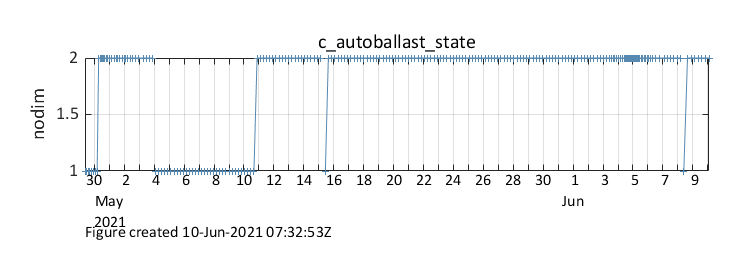 c_autoballast_state
nodim
2
1.5
1
30 2 4 6 8 10 12 14 16 18 20 22 24 26 28 30 1 3 5 7 9
May Jun
2021
Figure created 10-Jun-2021 07:32:53Z